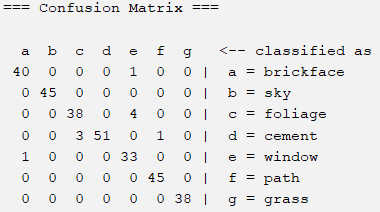 === Confusion Matrix ===
a b c d e f g <-- classified as
40 0 0 0 1 0 0 | a = brickface
0 45 0 0 0 0 0 | b = sky
0 0 38 0 4 0 0 | c = foliage
0 0 3 51 0 1 0 | d = cement
1 0 0 0 33 0 0 | e = window
0 0 0 0 0 45 0 | f = path
0 0 0 0 0 0 38 | g = grass